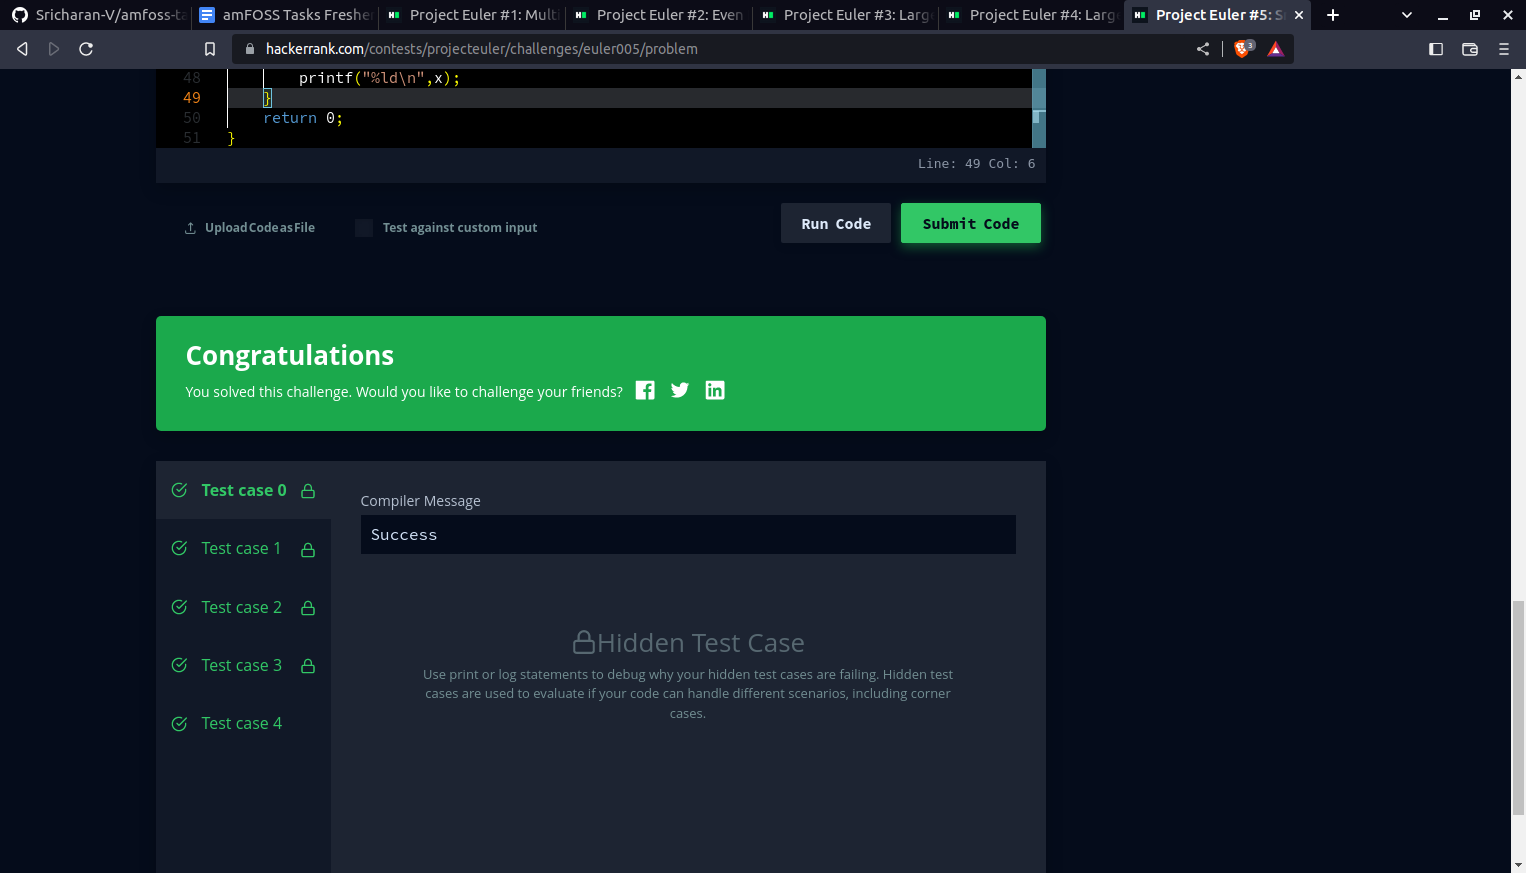 Sricharan-V/amfoss-ta
amFOSS Tasks Freshe
Project Euler #1: Multi
Project Euler #2: Even
Project Euler #3: Larg
Project Euler #4: Larg
Project Euler #5: S
hackerrank.com/contests/projecteuler/challenges/euler005/problem
3
48 printf("%ld\n",x);
49 }
50 return 0;
51 }
Line: 49 Col: 6
Upload Code as File
Test against custom input
Run Code
Submit Code
Congratulations
You solved this challenge. Would you like to challenge your friends?
Test case 0
Test case 1
Test case 2
Test case 3
Test case 4
Compiler Message
Success
Hidden Test Case
Use print or log statements to debug why your hidden test cases are failing. Hidden test
cases are used to evaluate if your code can handle different scenarios, including corner
cases.